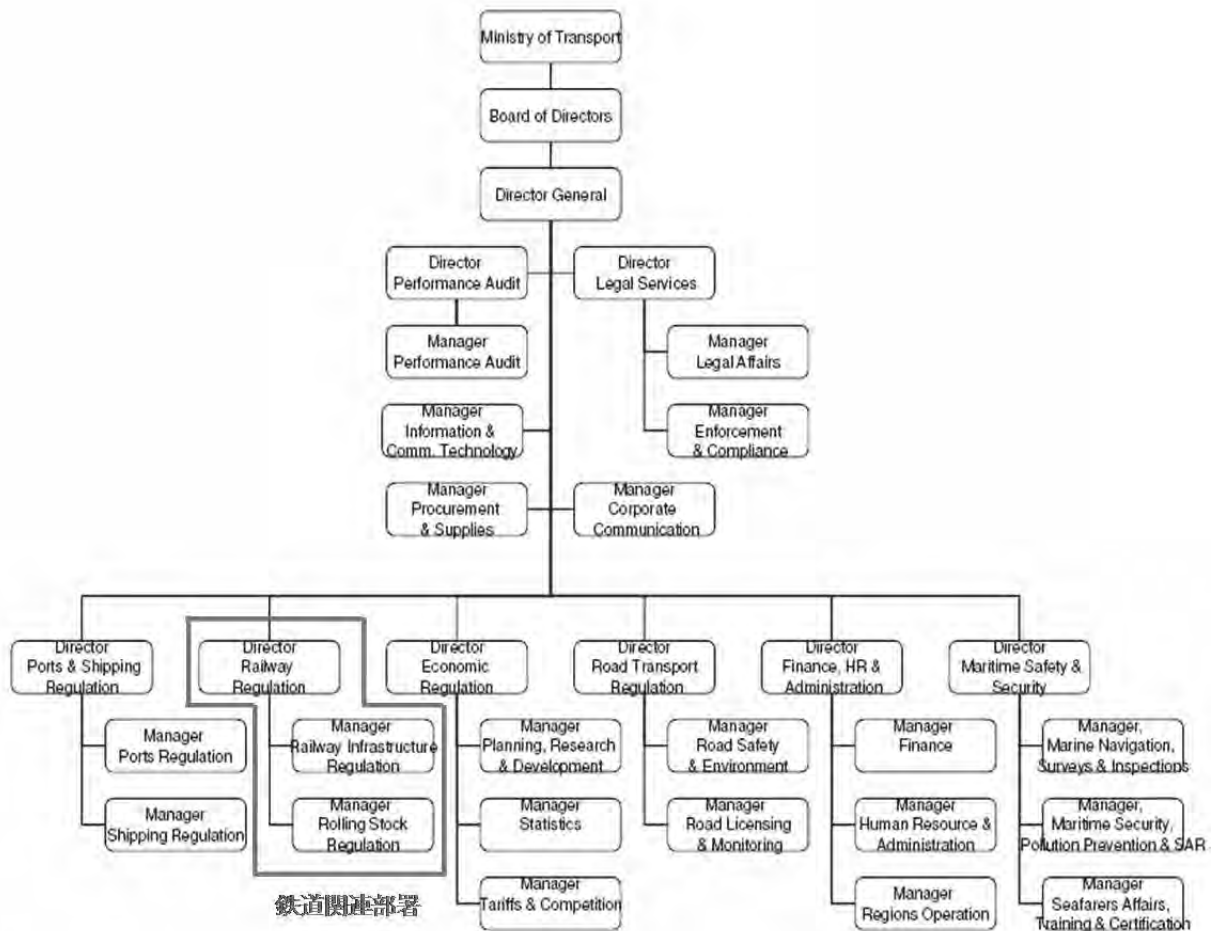 Ministry of Transport
Board of Directors
Director General
Director
Performance Audit
Director
Legal Services
Manager
Performance Audit
Manager
Legal Affairs
Manager
Information &
Comm. Technology
Manager
Enforcement
& Compliance
Manager
Procurement
& Supplies
Manager
Corporate
Communication
Director
Ports & Shipping
Regulation
Director
Railway
Regulation
Director
Economic
Regulation
Director
Road Transport
Regulation
Director
Finance, HR &
Administration
Director
Maritime Safety &
Security
Manager
Ports Regulation
Manager
Railway Infrastructure
Regulation
Manager
Planning, Research
& Development
Manager
Road Safety
& Environment
Manager
Finance
Manager,
Marine Navigation,
Surveys & Inspections
Manager
Shipping Regulation
Manager
Rolling Stock
Regulation
Manager
Statistics
Manager
Road Licensing
& Monitoring
Manager
Human Resource &
Administration
Manager,
Maritime Security,
Pollution Prevention & SAR
鉄道関連部署
Manager
Tariffs & Competition
Manager
Regions Operation
Manager
Seafarers Affairs,
Training & Certification